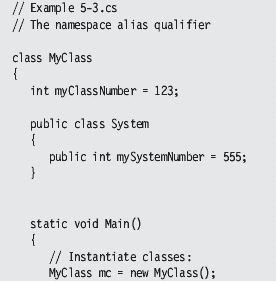 // Example 5-3.cs
// The namespace alias qualifier
class MyClass
{
int myClassNumber = 123;
public class System
{
public int mySystemNumber = 555;
}
static void Main()
{
// Instantiate classes:
MyClass mc = new MyClass();